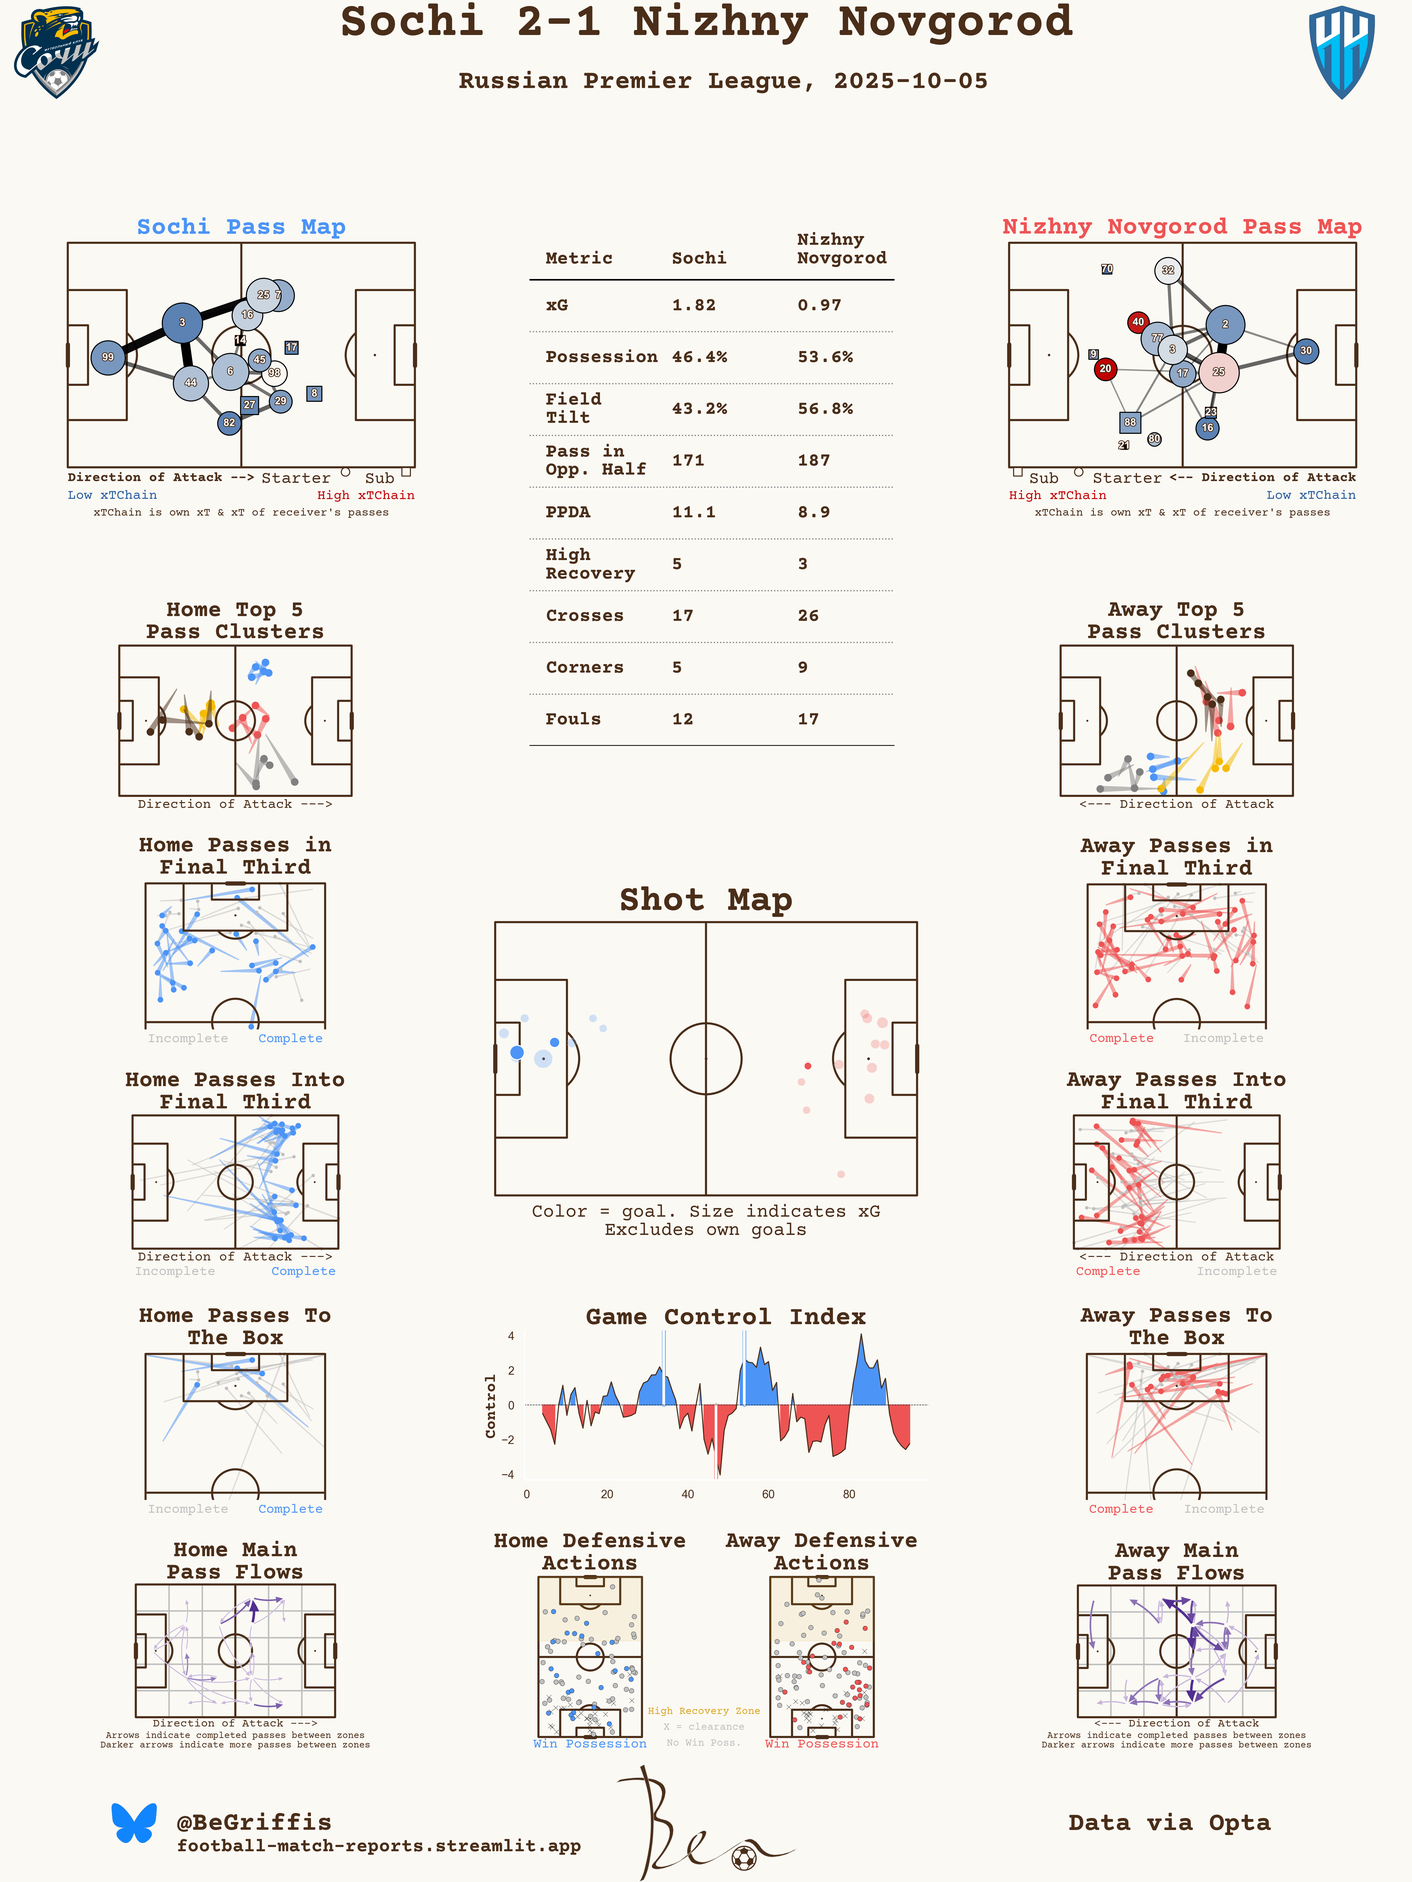 Sochi 2-1 Nizhny Novgorod
Russian Premier League, 2025-10-05
Сочи
Sochi Pass Map
99
3
44
25
7
16
14
17
45
98
6
27
29
8
82
Direction of Attack --> Starter Sub
Low xTChain High xTChain
xTChain is own xT & xT of receiver's passes
Metric Sochi Nizhny Novgorod
xG 1.82 0.97
Possession 46.4% 53.6%
Field Tilt 43.2% 56.8%
Pass in Opp. Half 171 187
PPDA 11.1 8.9
High Recovery 5 3
Crosses 17 26
Corners 5 9
Fouls 12 17
Nizhny Novgorod Pass Map
70
32
40
77
2
3
9
20
17
25
30
88
23
16
21
80
Sub Starter <-- Direction of Attack
High xTChain Low xTChain
xTChain is own xT & xT of receiver's passes
Home Top 5
Pass Clusters
Direction of Attack --->
Away Top 5
Pass Clusters
<--- Direction of Attack
Home Passes in
Final Third
Incomplete Complete
Away Passes in
Final Third
Complete Incomplete
Shot Map
Color = goal. Size indicates xG
Excludes own goals
Home Passes Into
Final Third
Direction of Attack --->
Incomplete Complete
Away Passes Into
Final Third
<--- Direction of Attack
Complete Incomplete
Home Passes To
The Box
Incomplete Complete
Game Control Index
Control
4
2
0
−2
−4
0 20 40 60 80
Away Passes To
The Box
Complete Incomplete
Home Main
Pass Flows
Direction of Attack --->
Arrows indicate completed passes between zones
Darker arrows indicate more passes between zones
Home Defensive
Actions
Win Possession
High Recovery Zone
X = clearance
No Win Poss.
Away Defensive
Actions
Win Possession
Away Main
Pass Flows
<--- Direction of Attack
Arrows indicate completed passes between zones
Darker arrows indicate more passes between zones
@BeGriffis
football-match-reports.streamlit.app
Ben
Data via Opta